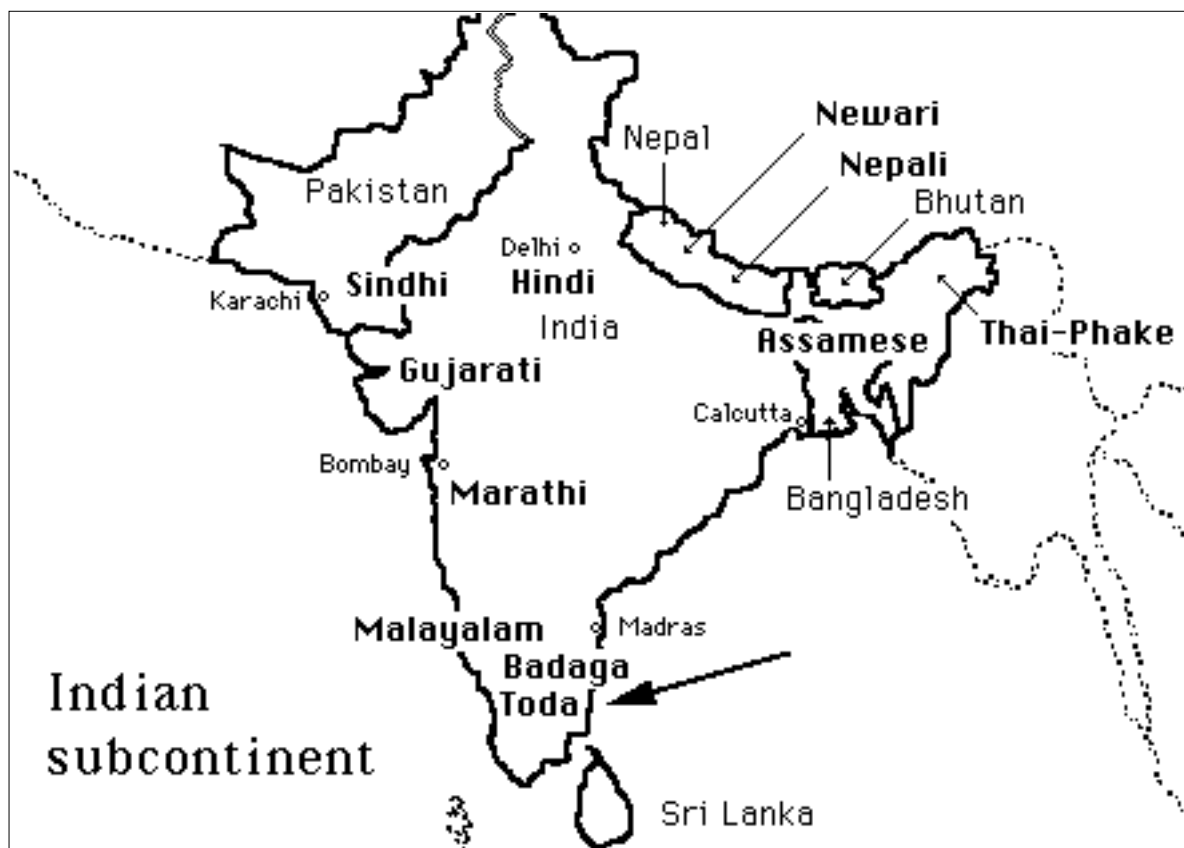 Newari
Nepal
Nepali
Pakistan
Bhutan
Delhi
Hindi
Sindhi
Karachi
India
Assamese
Thai-Phake
Gujarati
Calcutta
Bombay
Marathi
Bangladesh
Malayalam
Madras
Badaga
Toda
Indian
subcontinent
Sri Lanka